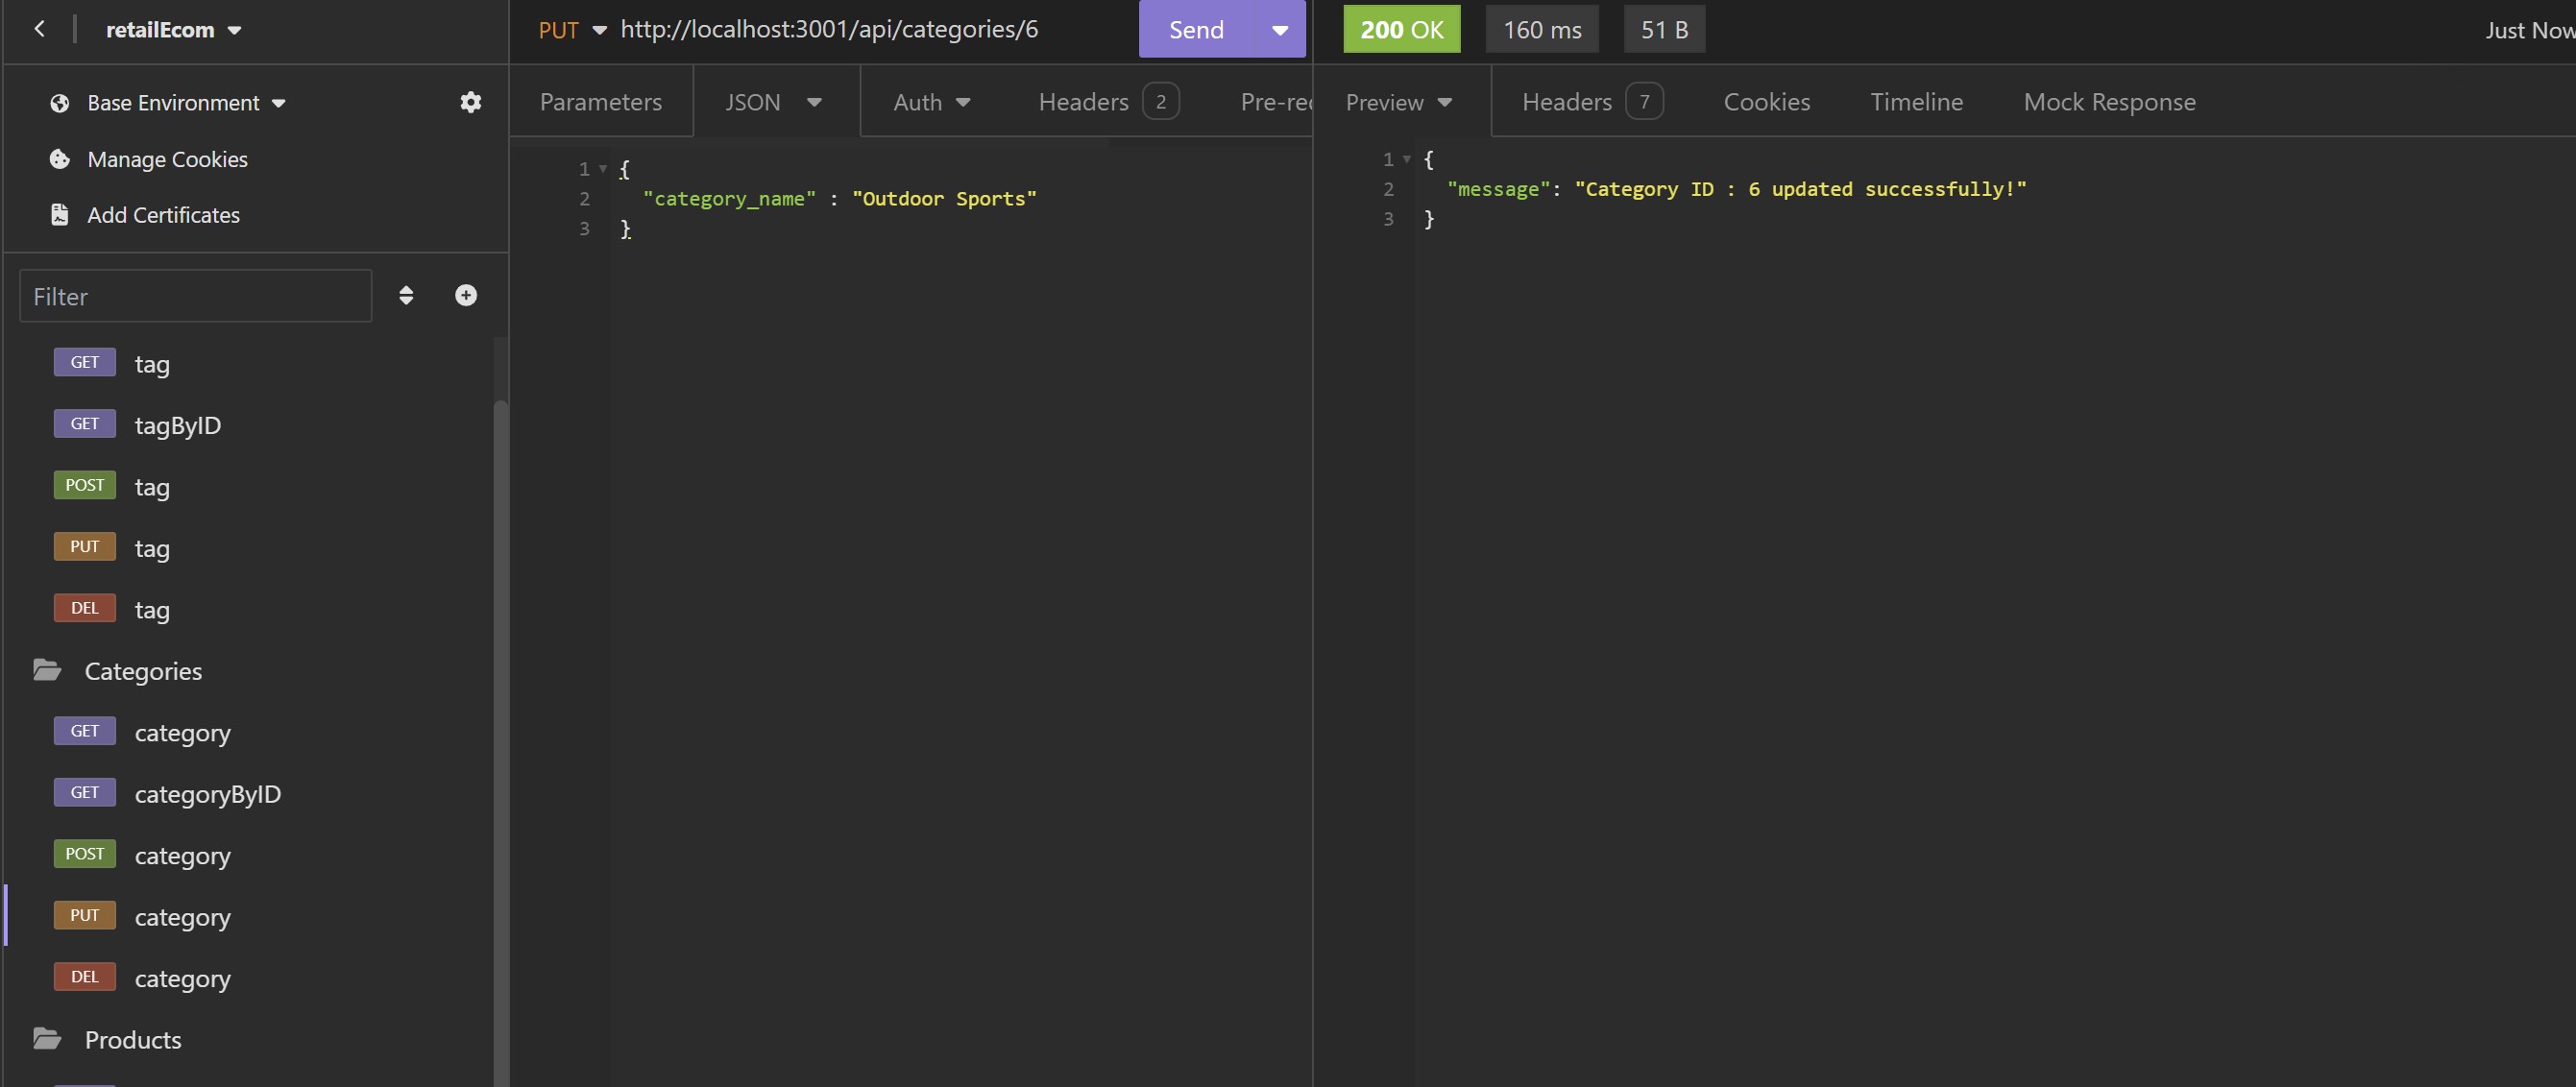 retailEcom
Base Environment
Manage Cookies
Add Certificates
Filter
GET tag
GET tagByID
POST tag
PUT tag
DEL tag
Categories
GET category
GET categoryByID
POST category
PUT category
DEL category
Products
PUT http://localhost:3001/api/categories/6 Send
Parameters JSON Auth Headers 2 Pre-rec
1 {
2 "category_name" : "Outdoor Sports"
3 }
200 OK 160 ms 51 B Just Now
Preview Headers 7 Cookies Timeline Mock Response
1 {
2 "message": "Category ID : 6 updated successfully!"
3 }